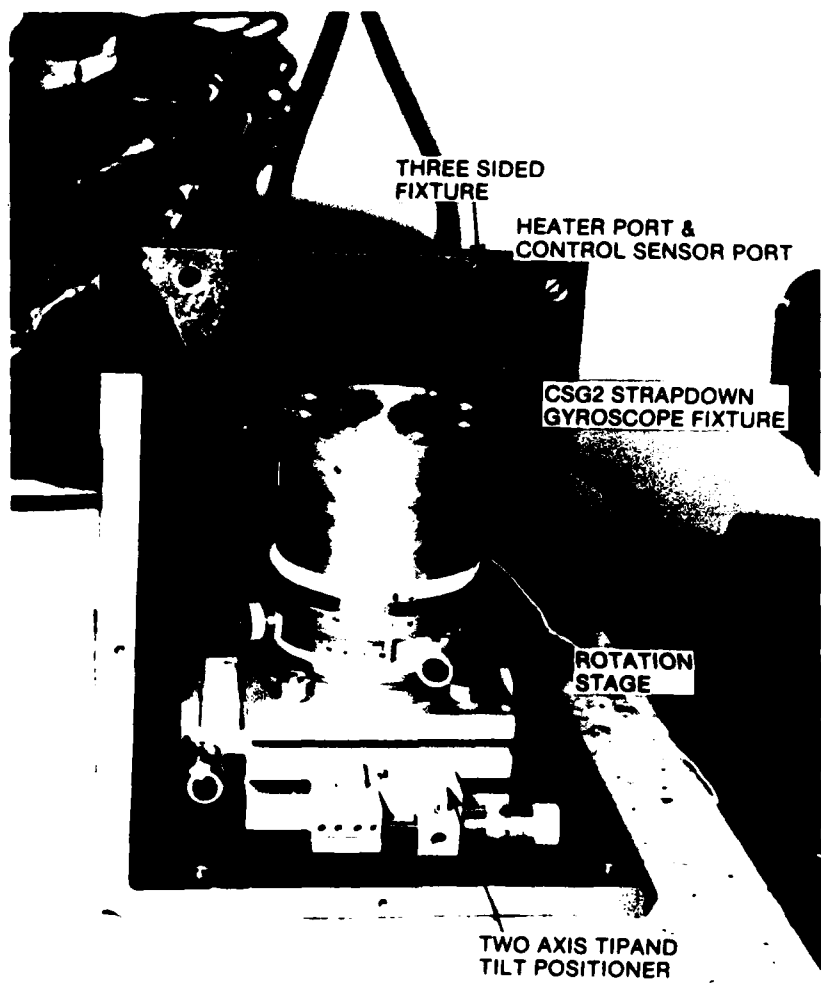 THREE SIDED
FIXTURE
HEATER PORT &
CONTROL SENSOR PORT
CSG2 STRAPDOWN
GYROSCOPE FIXTURE
ROTATION
STAGE
TWO AXIS TIPAND
TILT POSITIONER